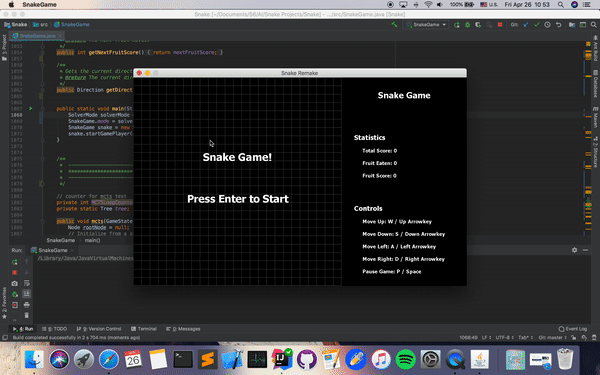 SnakeGame
100%
U.S.
Fri Apr 26 10:53
Snake [~/Documents/SE/AI/Snake Projects/Snake] - .../src/SnakeGame.java [Snake]
Snake
src
SnakeGame
SnakeGame
Git:
SnakeGame.java
public int getNextFruitScore() { return nextFruitScore; }
/**
* Gets the current direc
* @return The current dire
*/
public Direction getDirec
public static void main(St
SolverMode solverMode
SnakeGame.mode = solve
SnakeGame snake = new
snake.startGamePlayer(
}
/**
*/
// counter for mcts test
private int MCTSLoopCount
private static Tree tree;
public void mcts(GameState
Node rootNode = null;
// Initialize from a
SnakeGame
main()
Snake Remake
Snake Game!
Press Enter to Start
Snake Game
Statistics
Total Score: 0
Fruit Eaten: 0
Fruit Score: 0
Controls
Move Up: W / Up Arrowkey
Move Down: S / Down Arrowkey
Move Left: A / Left Arrowkey
Move Right: D / Right Arrowkey
Pause Game: P / Space
1: Project
Ant Build
Database
Maven
Z-Structure
2: Favorites
Run:
SnakeGame
/Library/Java/JavaVirtualMachines
4: Run
6: TODO
9: Version Control
Terminal
0: Messages
Event Log
Build completed successfully in 2 s 704 ms (moments ago)
1066:49
LF
UTF-8
Git: master